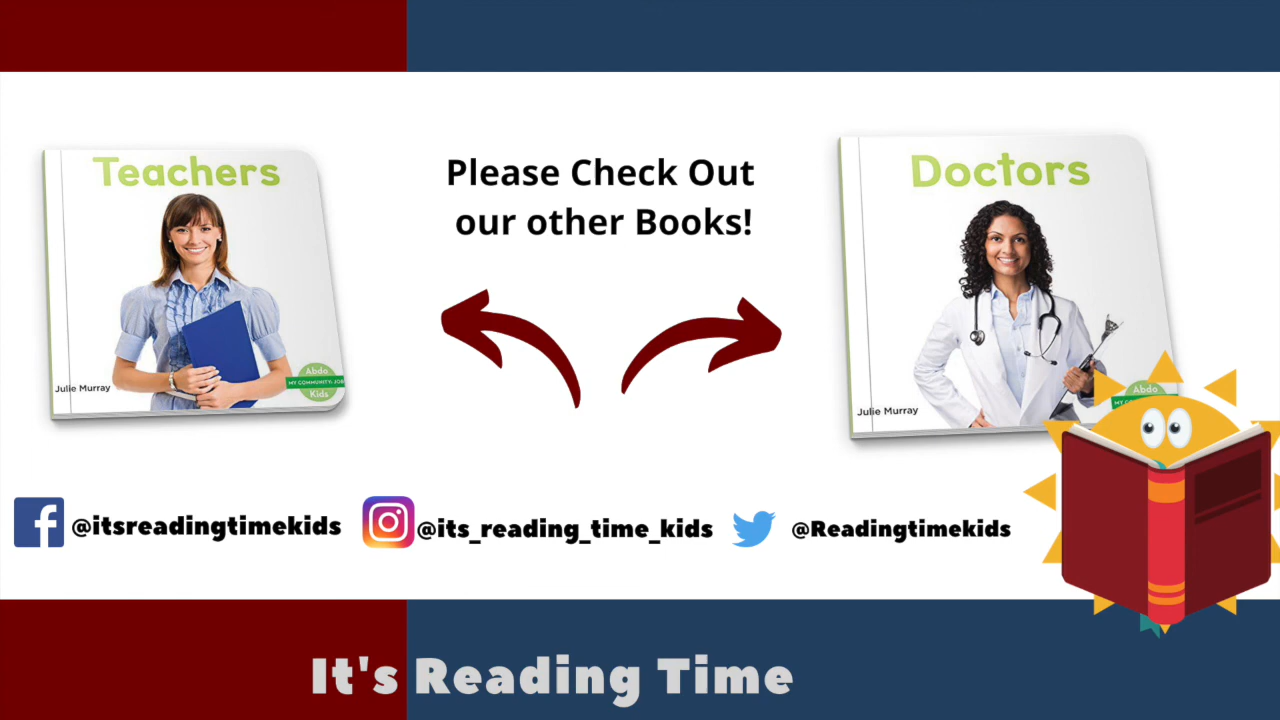 Teachers
Julie Murray
Abdo
MY COMMUNITY: JOB
Kids
Please Check Out
our other Books!
Doctors
Julie Murray
Abdo
@itsreadingtimekids
@its_reading_time_kids
@Readingtimekids
It's Reading Time